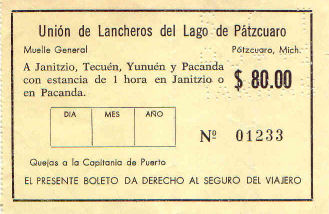 Unión de Lancheros del Lago de Pátzcuaro
Muelle General Pátzcuaro, Mich.
A Janitzio, Tecuén, Yunuén y Pacanda
con estancia de 1 hora en Janitzio o
en Pacanda.
$ 80.00
DIA MES AÑO
Nº 01233
Quejas a la Capitanía de Puerto
EL PRESENTE BOLETO DA DERECHO AL SEGURO DEL VIAJERO